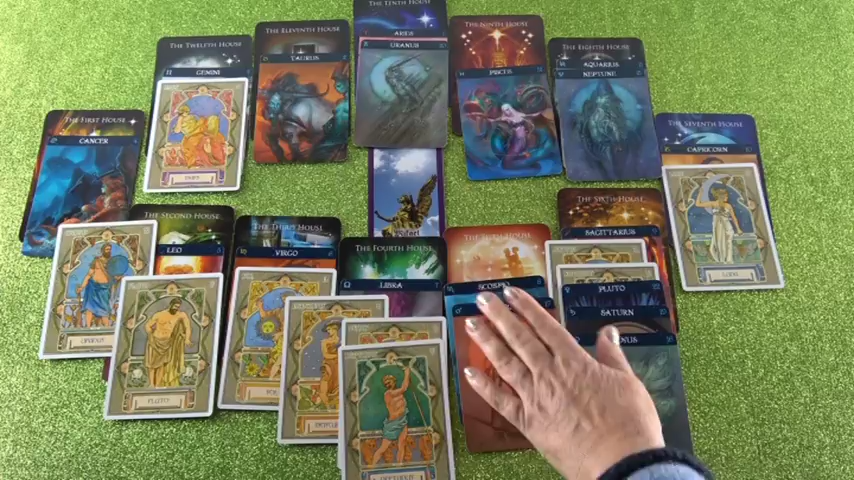 THE TENTH HOUSE
ARIES
URANUS
THE ELEVENTH HOUSE
TAURUS
THE NINTH HOUSE
PISCES
THE TWELFTH HOUSE
GEMINI
THE EIGHTH HOUSE
AQUARIUS
NEPTUNE
THE FIRST HOUSE
CANCER
THE SEVENTH HOUSE
CAPRICORN
THE SECOND HOUSE
LEO
THE THIRD HOUSE
VIRGO
THE FOURTH HOUSE
LIBRA
SCORPIO
THE SIXTH HOUSE
SAGITTARIUS
PLUTO
SATURN
PLUTO